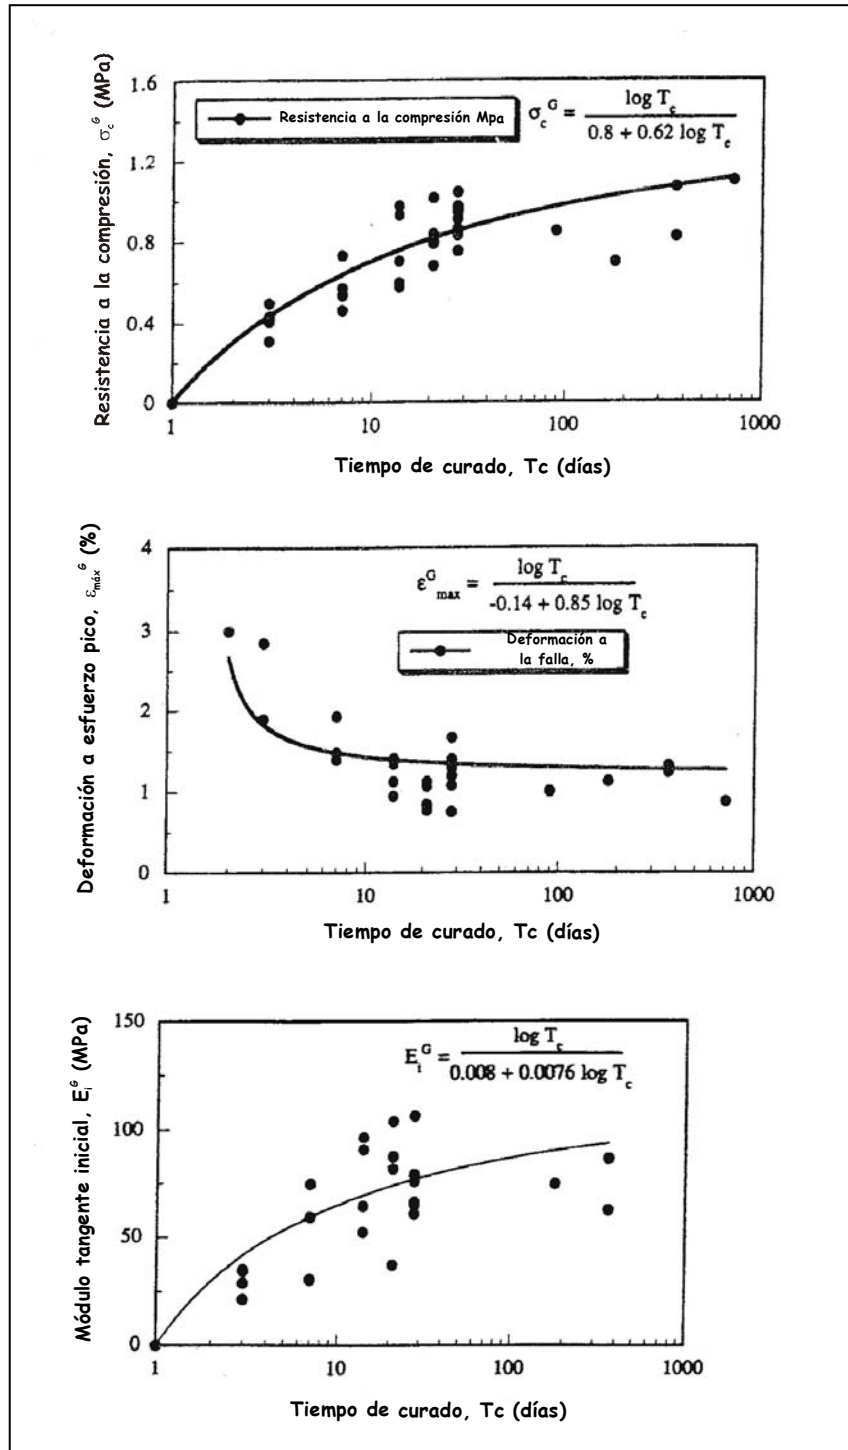 1.6
1.2
0.8
0.4
0
Resistencia a la compresión, σc^G (MPa)
Resistencia a la compresión Mpa
σc^G = log Tc / 0.8 + 0.62 log Tc
1 10 100 1000
Tiempo de curado, Tc (días)
4
3
2
1
0
Deformación a esfuerzo pico, εmáx^G (%)
ε^G max = log Tc / -0.14 + 0.85 log Tc
Deformación a
la falla, %
1 10 100 1000
Tiempo de curado, Tc (días)
150
100
50
0
Módulo tangente inicial, Ei^G (MPa)
Ei^G = log Tc / 0.008 + 0.0076 log Tc
1 10 100 1000
Tiempo de curado, Tc (días)